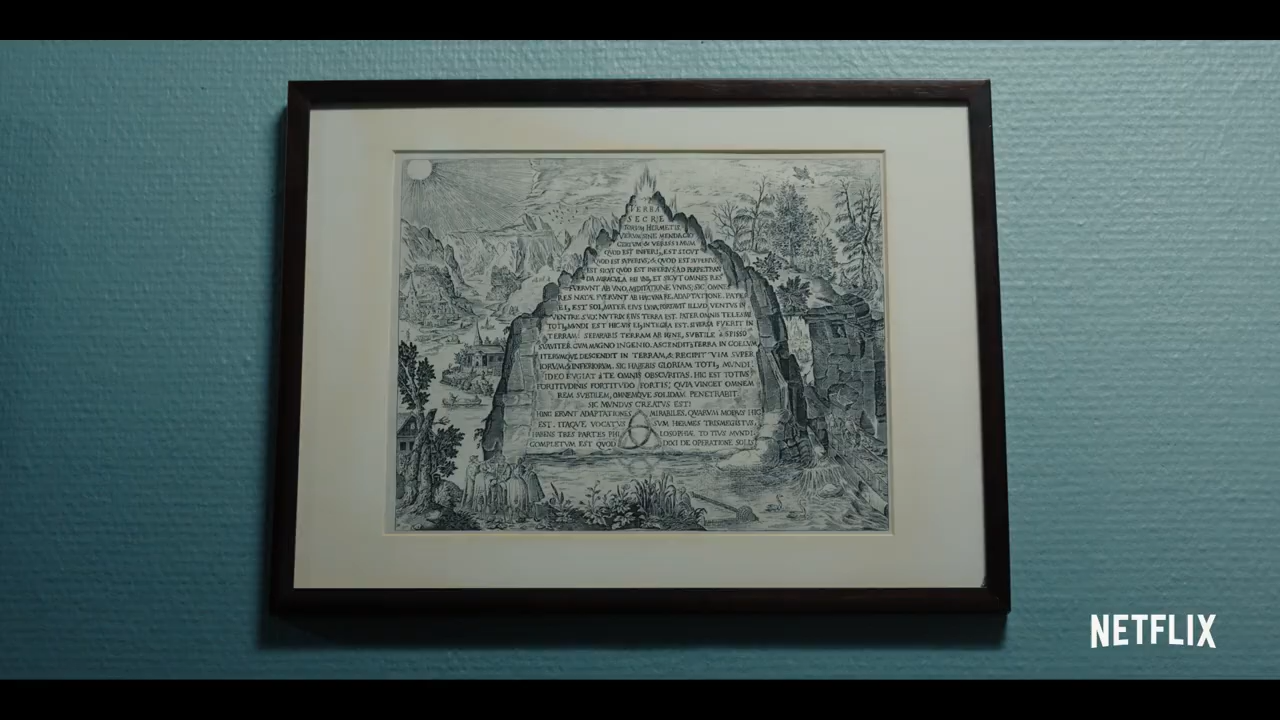 VERBA
SECRE
TORUM HERMETIS
VERUM, SINE MENDACIO
CERTUM & VERISSIMUM
QUOD EST INFERIUS, EST SICUT
QUOD EST SUPERIUS, & QUOD EST SUPERIUS
EST SICUT QUOD EST INFERIUS, AD PERPETRAN
DA MIRACULA REI UNIUS, ET SICUT OMNES RES
FUERUNT AB UNO, MEDITATIONE UNIUS; SIC OMNES
RES NATÆ FUERUNT AB HAC UNA RE, ADAPTATIONE. PATER
EIUS EST SOL, MATER EIUS LUNA, PORTAVIT ILLUD VENTUS IN
VENTRE SUO; NUTRIX EIUS TERRA EST. PATER OMNIS TELESMI
TOTIUS MUNDI EST HIC. VIS EIUS INTEGRA EST, SI VERSA FUERIT IN
TERRAM. SEPARABIS TERRAM AB IGNE, SUBTILE à SPISSO
SUAVITER CUM MAGNO INGENIO. ASCENDIT à TERRA IN COELUM,
ITERUMQUE DESCENDIT IN TERRAM, & RECIPIT VIM SUPER
IORUM & INFERIORUM. SIC HABEBIS GLORIAM TOTIUS MUNDI.
IDEO FUGIAT à TE OMNIS OBSCURITAS. HIC EST TOTIUS
FORTITUDINIS FORTITUDO FORTIS; QUIA VINCET OMNEM
REM SUBTILEM, OMNEMQUE SOLIDAM PENETRABIT
SIC MUNDUS CREATUS EST:
HINC ERUNT ADAPTATIONES MIRABILES, QUARUM MODUS HIC
EST. ITAQUE VOCATUS SUM HERMES TRISMEGISTUS,
HABENS TRES PARTES PHI LOSOPHIÆ TOTIUS MUNDI.
COMPLETUM EST QUOD DIXI DE OPERATIONE SOLIS
NETFLIX